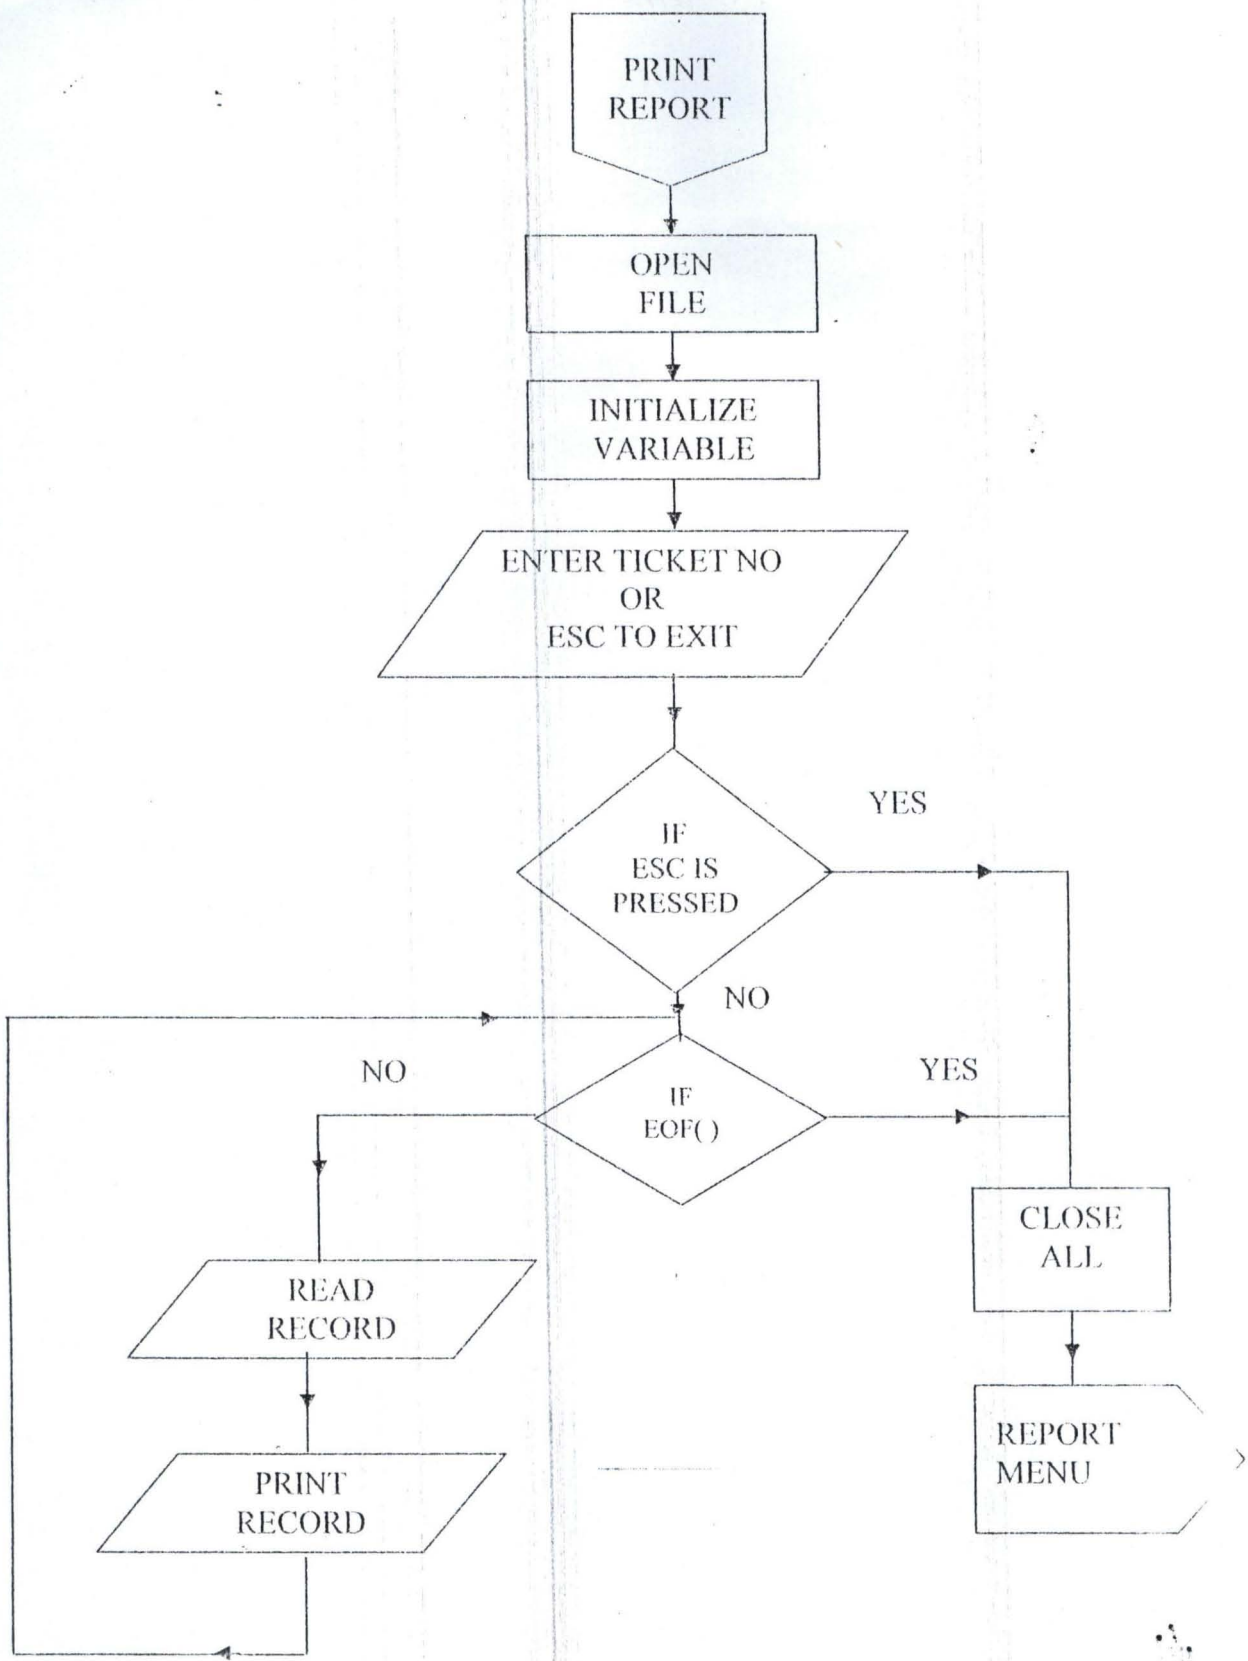 PRINT
REPORT
OPEN
FILE
INITIALIZE
VARIABLE
ENTER TICKET NO
OR
ESC TO EXIT
YES
IF
ESC IS
PRESSED
NO
NO
YES
IF
EOF( )
CLOSE
ALL
READ
RECORD
REPORT
MENU
PRINT
RECORD